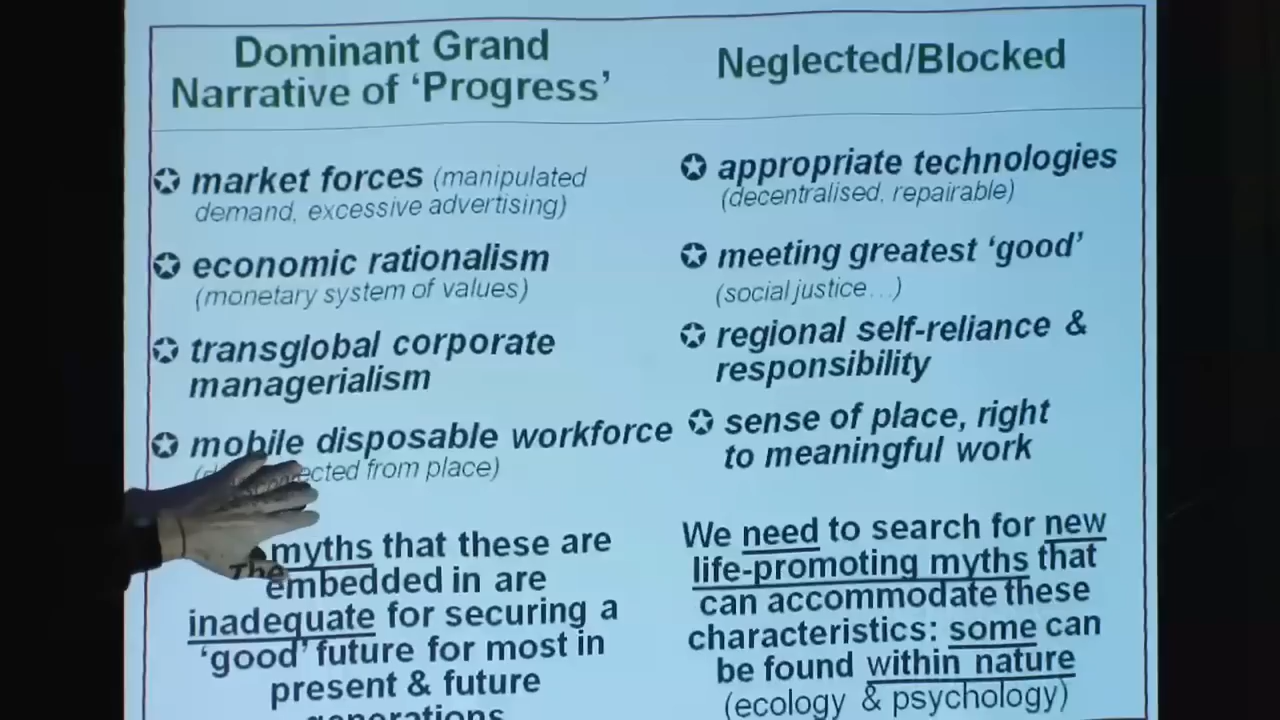 Dominant Grand
Narrative of ‘Progress’
✪ market forces (manipulated
demand, excessive advertising)
✪ economic rationalism
(monetary system of values)
✪ transglobal corporate
managerialism
✪ mobile disposable workforce
ected from place)
The myths that these are
embedded in are
inadequate for securing a
‘good’ future for most in
present & future
generations
Neglected/Blocked
✪ appropriate technologies
(decentralised, repairable)
✪ meeting greatest ‘good’
(social justice…)
✪ regional self-reliance &
responsibility
✪ sense of place, right
to meaningful work
We need to search for new
life-promoting myths that
can accommodate these
characteristics: some can
be found within nature
(ecology & psychology)